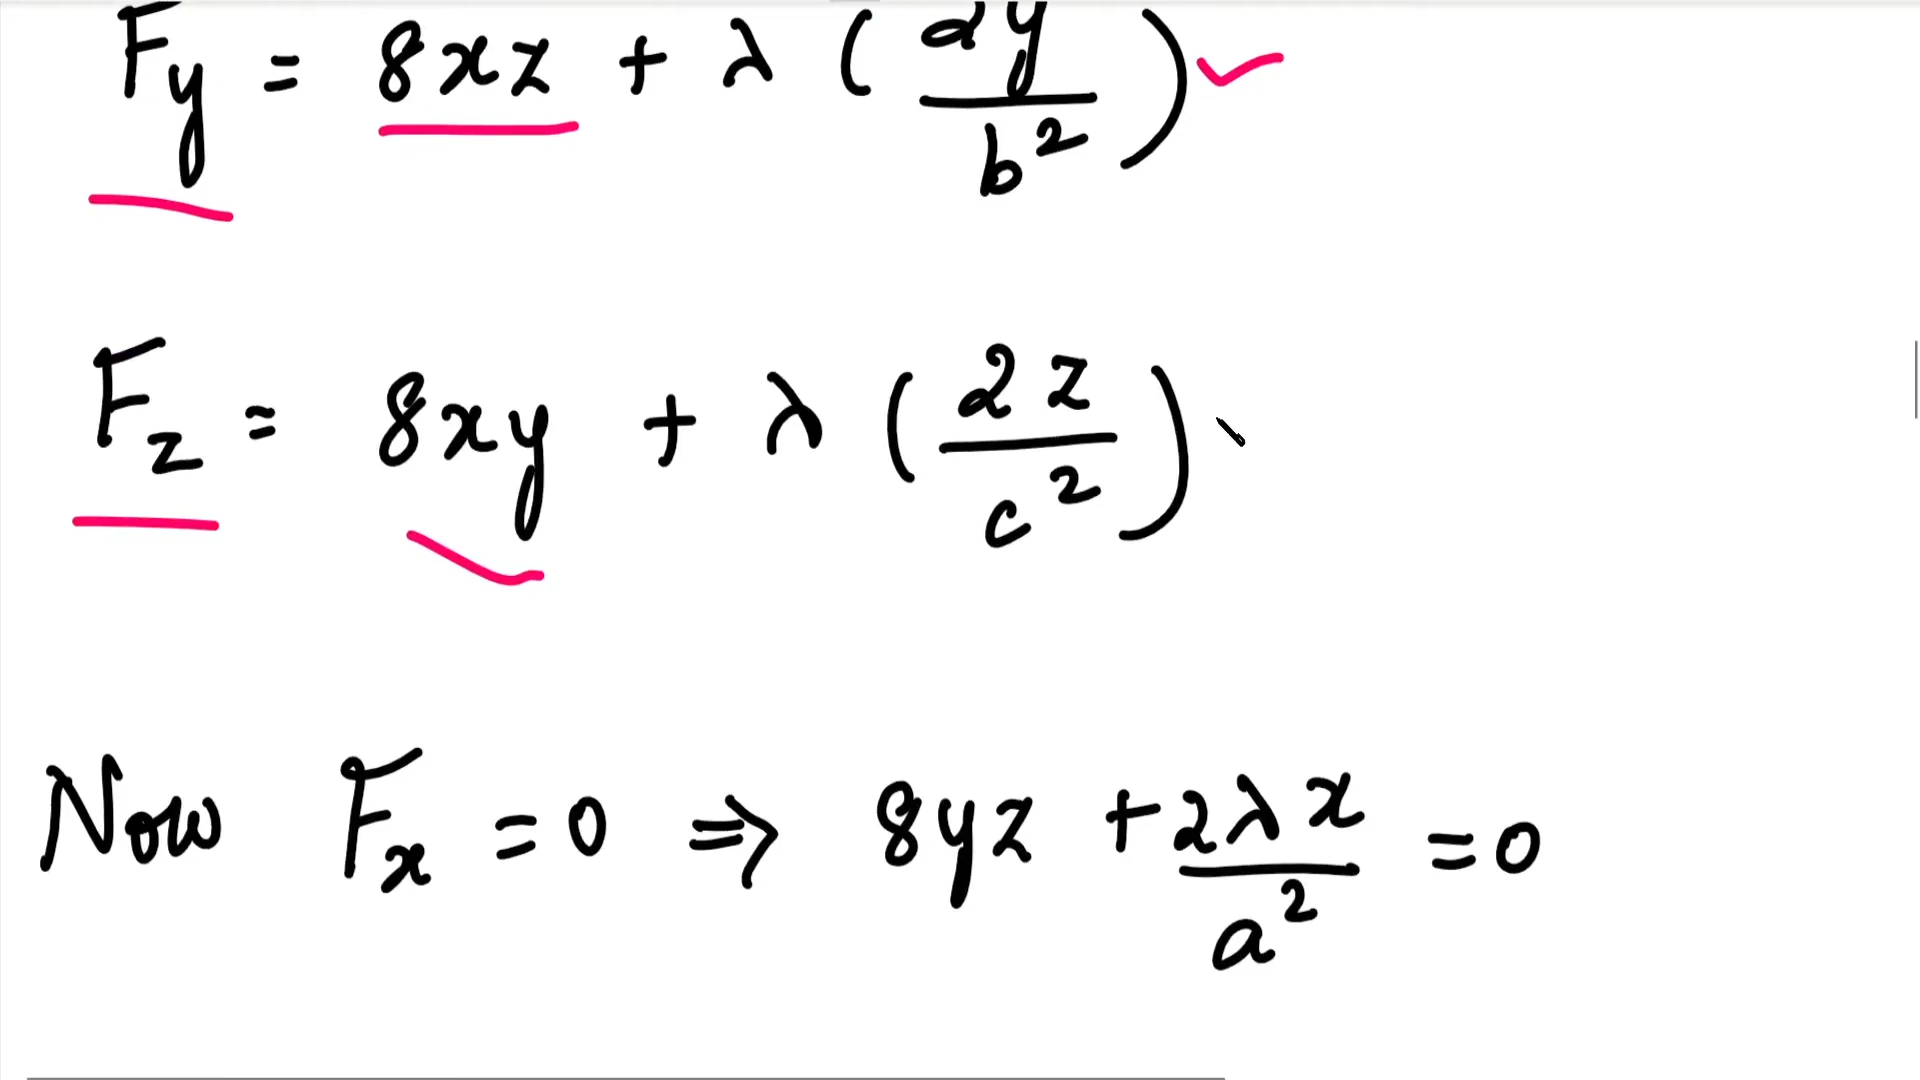 Fy = 8xz + λ (2y/b²)
Fz = 8xy + λ (2z/c²)
Now Fx = 0 ⇒ 8yz + 2λx/a² = 0